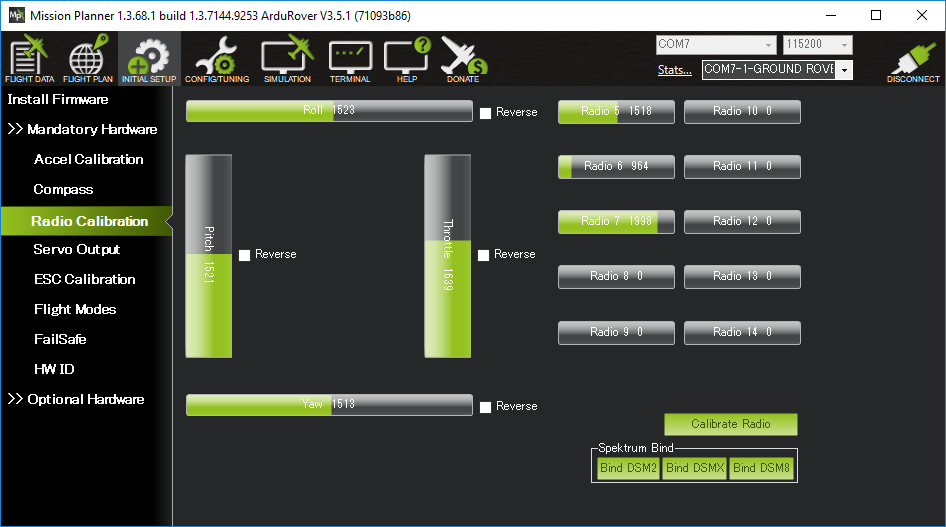 Mission Planner 1.3.68.1 build 1.3.7144.9253 ArduRover V3.5.1 (71093b86)
FLIGHT DATA FLIGHT PLAN INITIAL SETUP CONFIG/TUNING SIMULATION TERMINAL HELP DONATE
COM7 115200
Stats... COM7-1-GROUND ROVE
DISCONNECT
Install Firmware
>> Mandatory Hardware
Accel Calibration
Compass
Radio Calibration
Servo Output
ESC Calibration
Flight Modes
FailSafe
HW ID
>> Optional Hardware
Roll 1523
Reverse
Pitch 1521
Reverse
Throttle 1639
Reverse
Yaw 1513
Reverse
Radio 5 1518
Radio 10 0
Radio 6 964
Radio 11 0
Radio 7 1998
Radio 12 0
Radio 8 0
Radio 13 0
Radio 9 0
Radio 14 0
Calibrate Radio
Spektrum Bind
Bind DSM2 Bind DSMX Bind DSM8